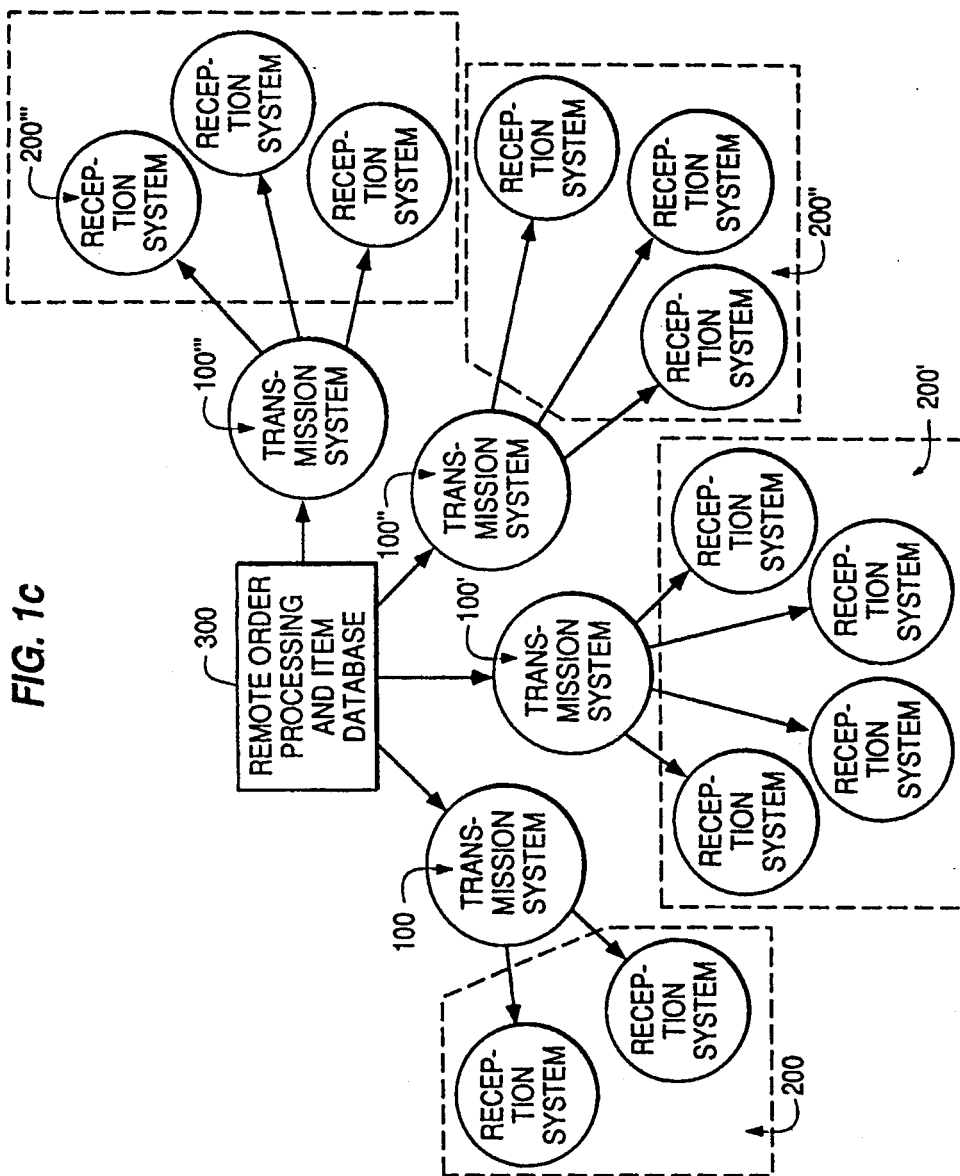 FIG. 1c
300
REMOTE ORDER
PROCESSING
AND ITEM
DATABASE
100
TRANS-
MISSION
SYSTEM
100'
TRANS-
MISSION
SYSTEM
100"
TRANS-
MISSION
SYSTEM
100'"
TRANS-
MISSION
SYSTEM
RECEP-
TION
SYSTEM
RECEP-
TION
SYSTEM
200
RECEP-
TION
SYSTEM
RECEP-
TION
SYSTEM
RECEP-
TION
SYSTEM
RECEP-
TION
SYSTEM
200'
RECEP-
TION
SYSTEM
RECEP-
TION
SYSTEM
RECEP-
TION
SYSTEM
200"
200'"
RECEP-
TION
SYSTEM
RECEP-
TION
SYSTEM
RECEP-
TION
SYSTEM